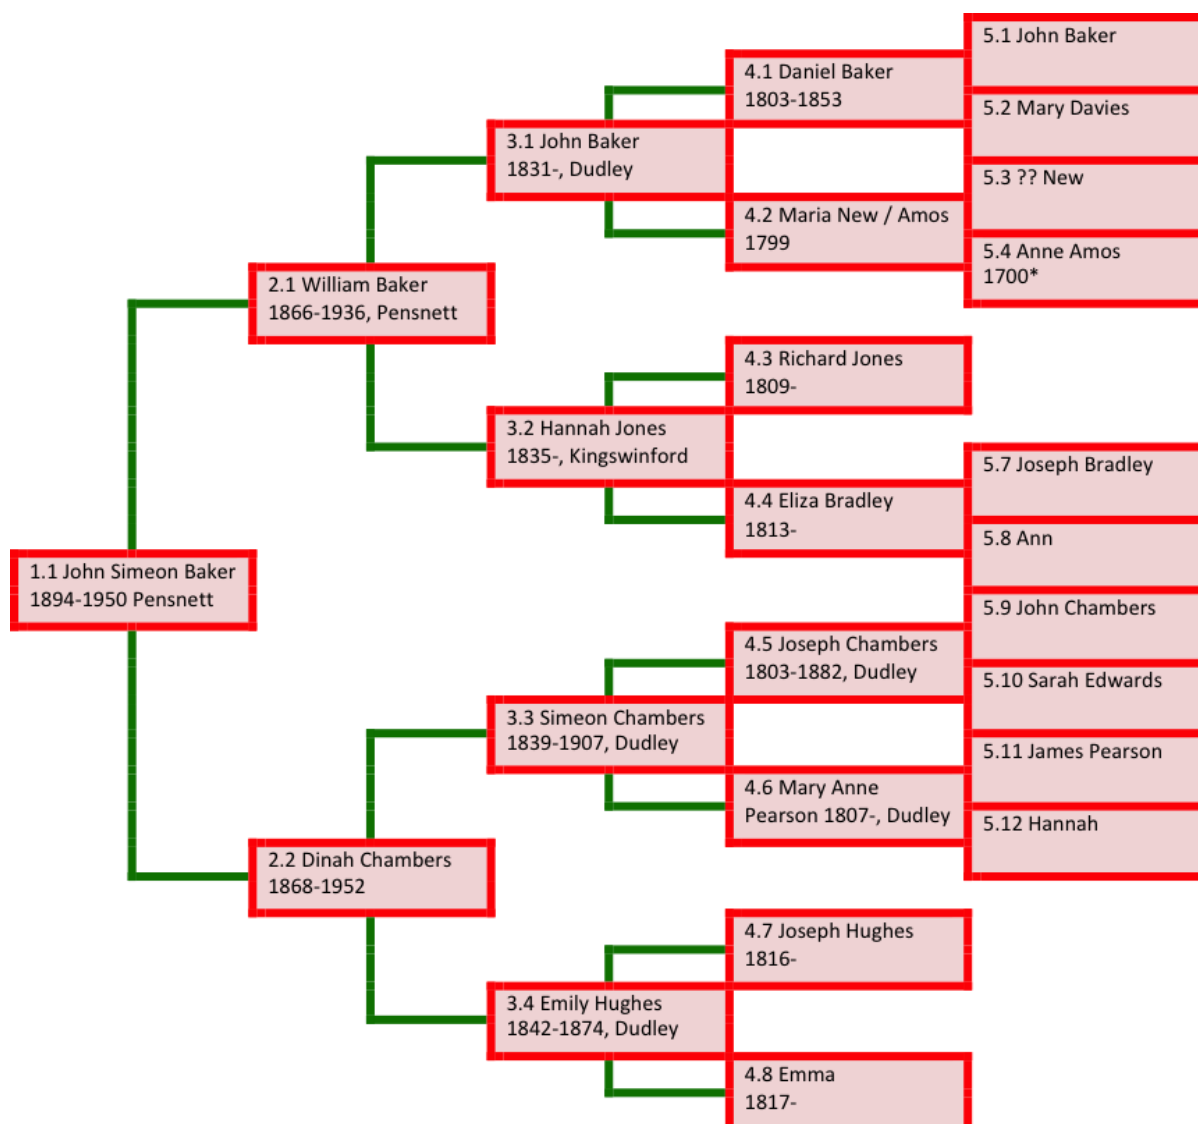 5.1 John Baker
4.1 Daniel Baker
1803-1853
5.2 Mary Davies
3.1 John Baker
1831-, Dudley
5.3 ?? New
4.2 Maria New / Amos
1799
5.4 Anne Amos
1700*
2.1 William Baker
1866-1936, Pensnett
4.3 Richard Jones
1809-
3.2 Hannah Jones
1835-, Kingswinford
5.7 Joseph Bradley
4.4 Eliza Bradley
1813-
5.8 Ann
1.1 John Simeon Baker
1894-1950 Pensnett
5.9 John Chambers
4.5 Joseph Chambers
1803-1882, Dudley
5.10 Sarah Edwards
3.3 Simeon Chambers
1839-1907, Dudley
5.11 James Pearson
4.6 Mary Anne
Pearson 1807-, Dudley
5.12 Hannah
2.2 Dinah Chambers
1868-1952
4.7 Joseph Hughes
1816-
3.4 Emily Hughes
1842-1874, Dudley
4.8 Emma
1817-